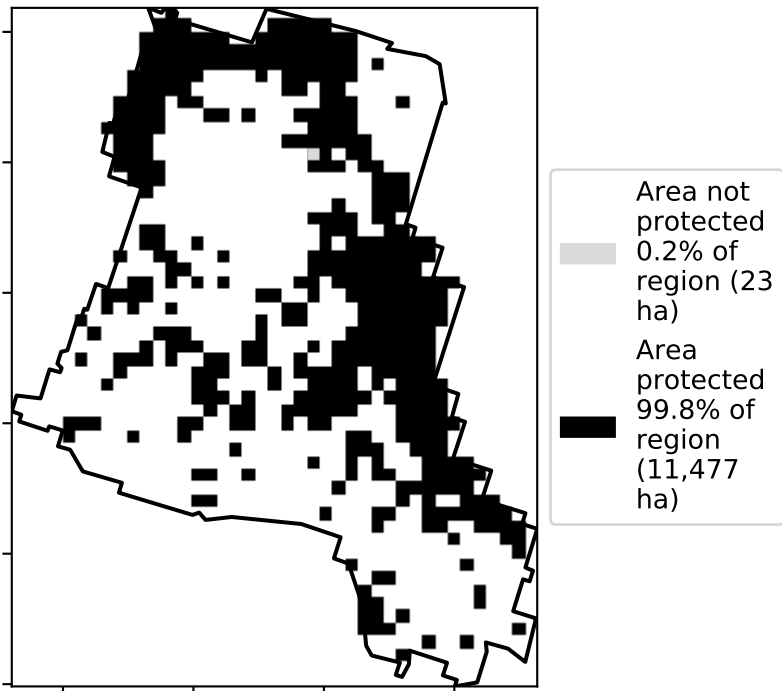 Area not
protected
0.2% of
region (23
ha)
Area
protected
99.8% of
region
(11,477
ha)